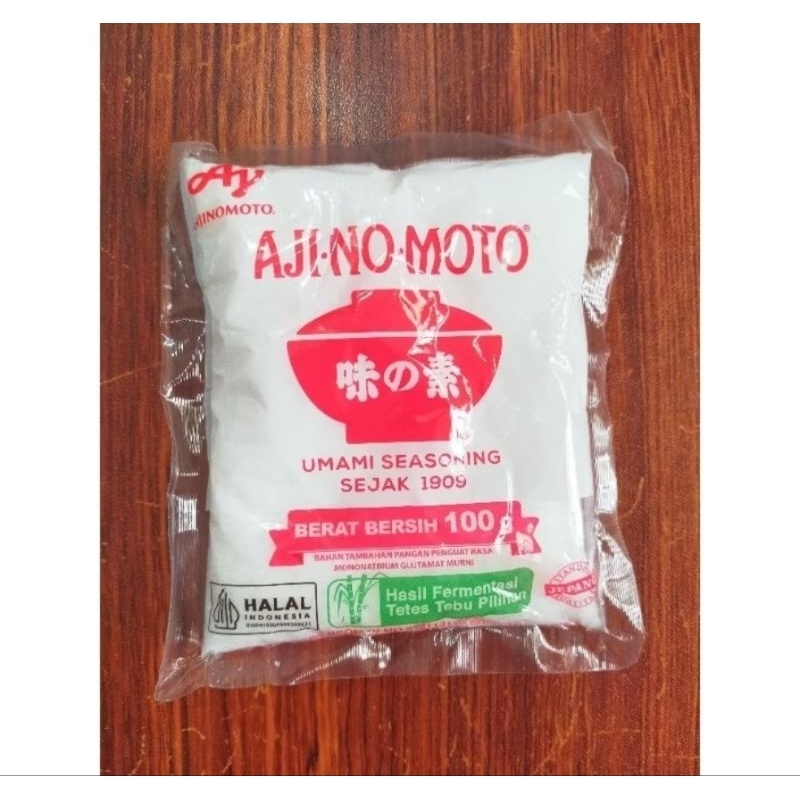 AJINOMOTO.
AJI·NO·MOTO®
味の素
UMAMI SEASONING
SEJAK 1909
BERAT BERSIH 100 g
BAHAN TAMBAHAN PANGAN PENGUAT RASA
MONONATRIUM GLUTAMAT MURNI
HALAL
INDONESIA
Hasil Fermentasi
Tetes Tebu Pilihan
JEPANG